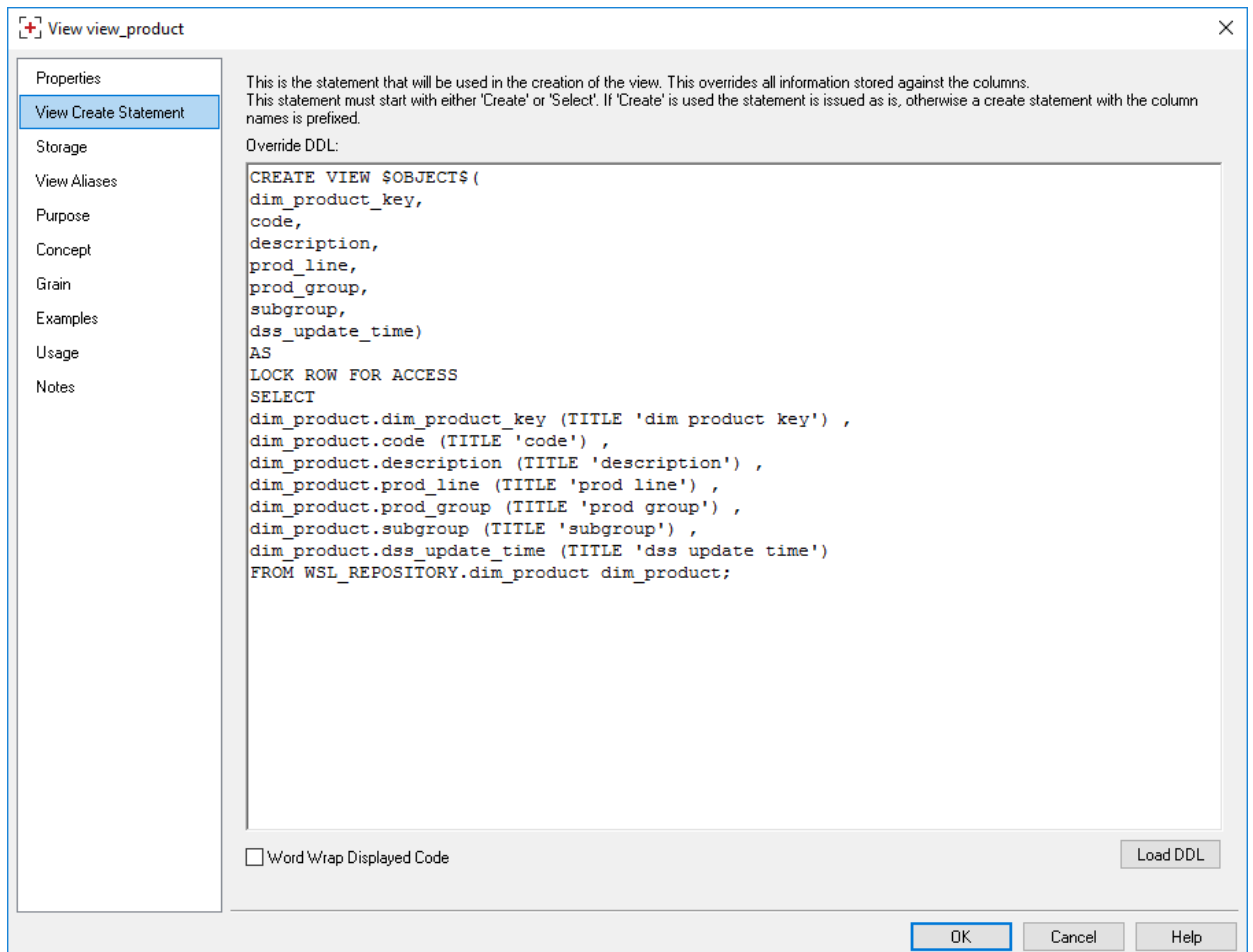 View view_product
Properties
View Create Statement
Storage
View Aliases
Purpose
Concept
Grain
Examples
Usage
Notes
This is the statement that will be used in the creation of the view. This overrides all information stored against the columns.
This statement must start with either 'Create' or 'Select'. If 'Create' is used the statement is issued as is, otherwise a create statement with the column
names is prefixed.
Override DDL:
CREATE VIEW $OBJECT$(
dim_product_key,
code,
description,
prod_line,
prod_group,
subgroup,
dss_update_time)
AS
LOCK ROW FOR ACCESS
SELECT
dim_product.dim_product_key (TITLE 'dim product key') ,
dim_product.code (TITLE 'code') ,
dim_product.description (TITLE 'description') ,
dim_product.prod_line (TITLE 'prod line') ,
dim_product.prod_group (TITLE 'prod group') ,
dim_product.subgroup (TITLE 'subgroup') ,
dim_product.dss_update_time (TITLE 'dss update time')
FROM WSL_REPOSITORY.dim_product dim_product;
Word Wrap Displayed Code
Load DDL
OK
Cancel
Help